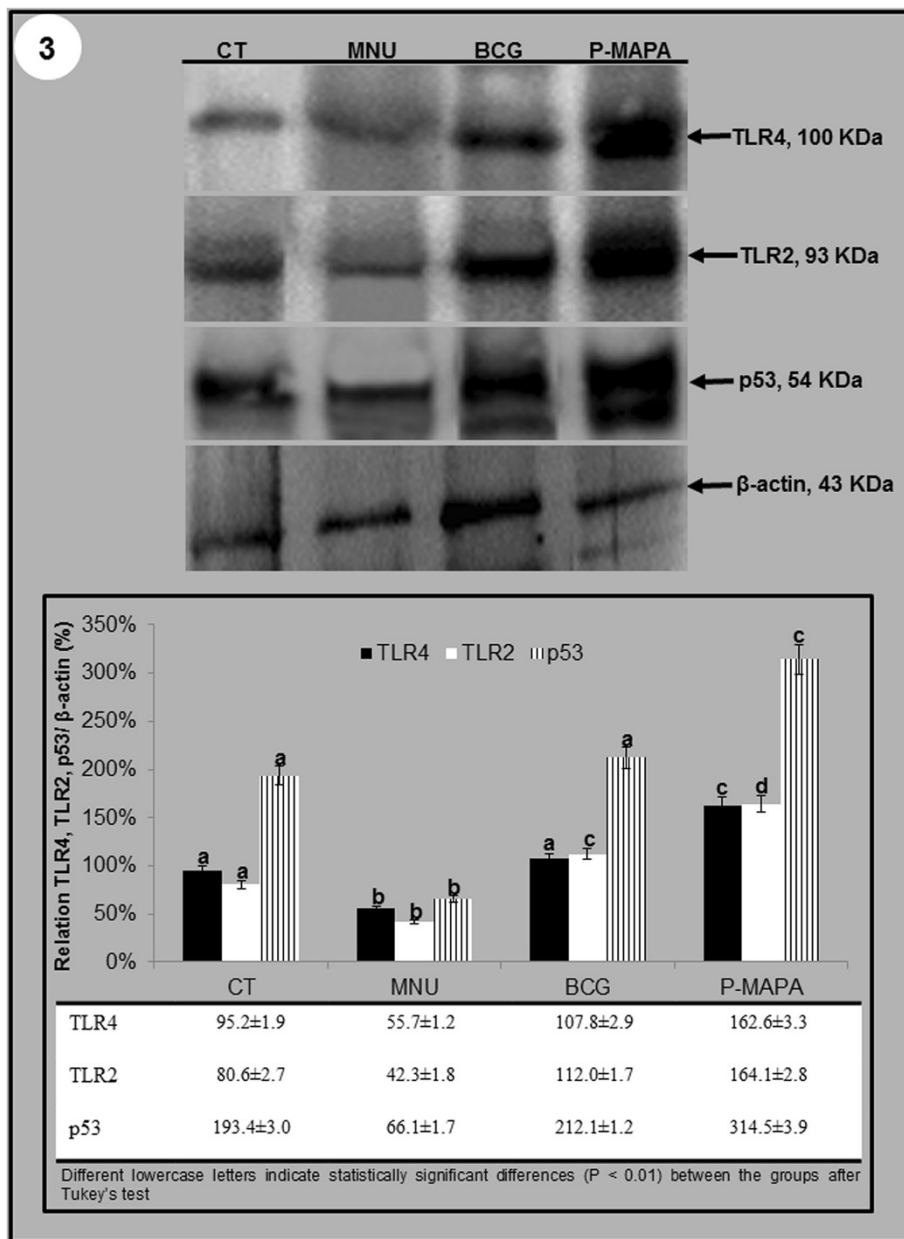 3
CT MNU BCG P-MAPA
TLR4, 100 KDa
TLR2, 93 KDa
p53, 54 KDa
β-actin, 43 KDa
Relation TLR4, TLR2, p53/ β-actin (%)
350%
300%
250%
200%
150%
100%
50%
0%
TLR4 TLR2 p53
a a a
b b b
a c a
c d c
CT MNU BCG P-MAPA
TLR4 95.2±1.9 55.7±1.2 107.8±2.9 162.6±3.3
TLR2 80.6±2.7 42.3±1.8 112.0±1.7 164.1±2.8
p53 193.4±3.0 66.1±1.7 212.1±1.2 314.5±3.9
Different lowercase letters indicate statistically significant differences (P < 0.01) between the groups after
Tukey's test